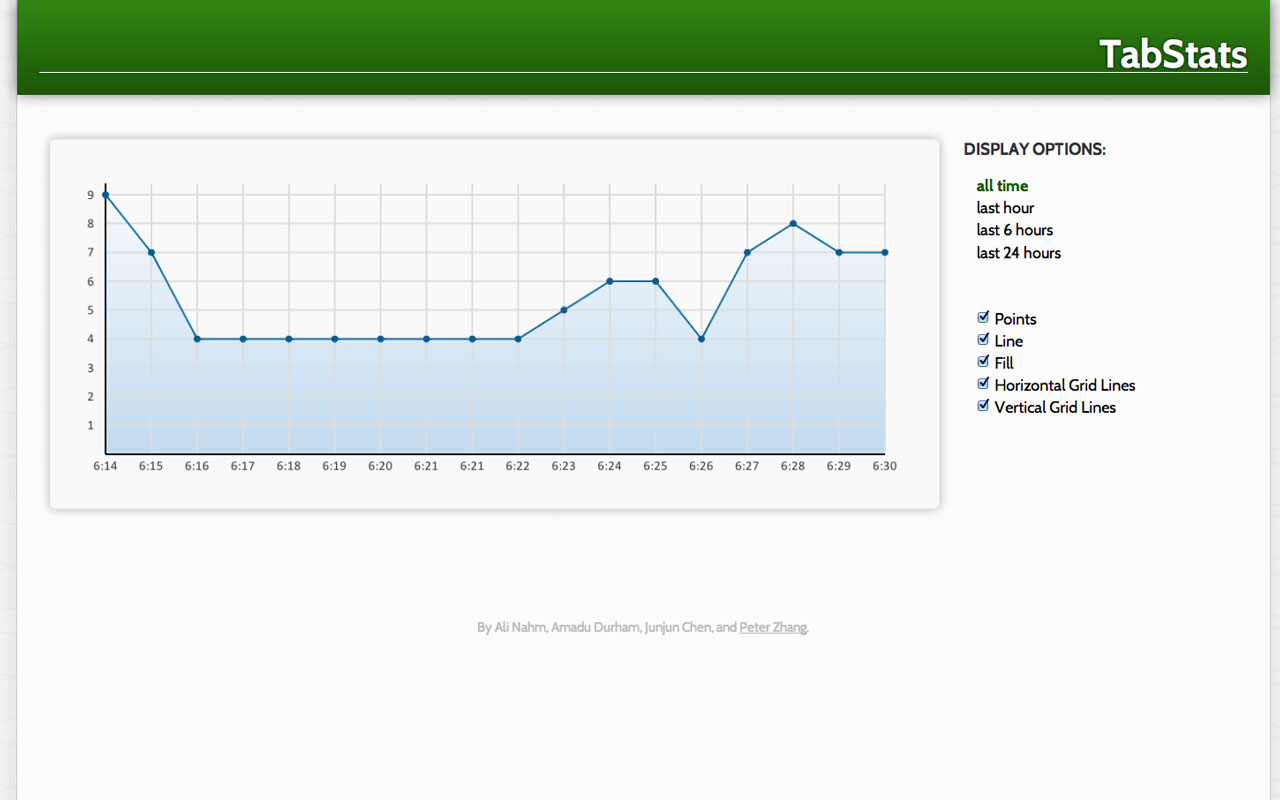 TabStats
DISPLAY OPTIONS:
all time
last hour
last 6 hours
last 24 hours
Points
Line
Fill
Horizontal Grid Lines
Vertical Grid Lines
9
8
7
6
5
4
3
2
1
6:14 6:15 6:16 6:17 6:18 6:19 6:20 6:21 6:21 6:22 6:23 6:24 6:25 6:26 6:27 6:28 6:29 6:30
By Ali Nahm, Amadu Durham, Junjun Chen, and Peter Zhang.